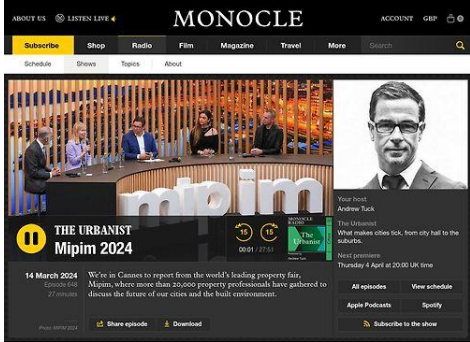 ABOUT US LISTEN LIVE MONOCLE ACCOUNT GBP 0
Subscribe Shop Radio Film Magazine Travel More Search
Schedule Shows Topics About
mipim
THE URBANIST
Mipim 2024
15 15
00:01 / 27:51
MONOCLE
RADIO
The
Urbanist
Your host
Andrew Tuck
The Urbanist
What makes cities tick, from city hall to the
suburbs.
Next premiere
Thursday 4 April at 20:00 UK time
All episodes View schedule
Apple Podcasts Spotify
Subscribe to the show
14 March 2024
Episode 648
27 minutes
We're in Cannes to report from the world's leading property fair,
Mipim, where more than 20,000 property professionals have gathered to
discuss the future of our cities and the built environment.
Photo: MIPIM 2024
Share episode Download